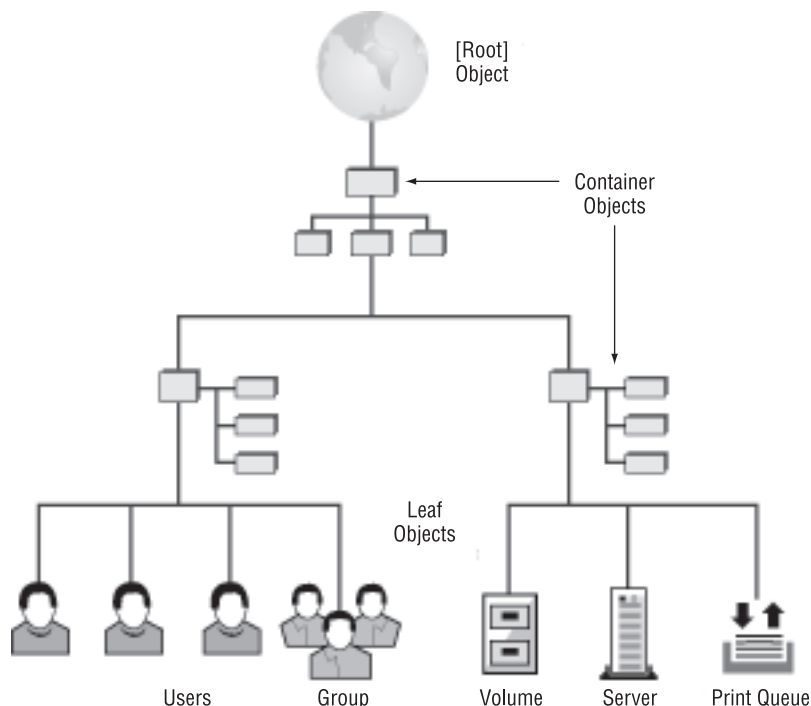 [Root]
Object
Container
Objects
Leaf
Objects
Users
Group
Volume
Server
Print Queue